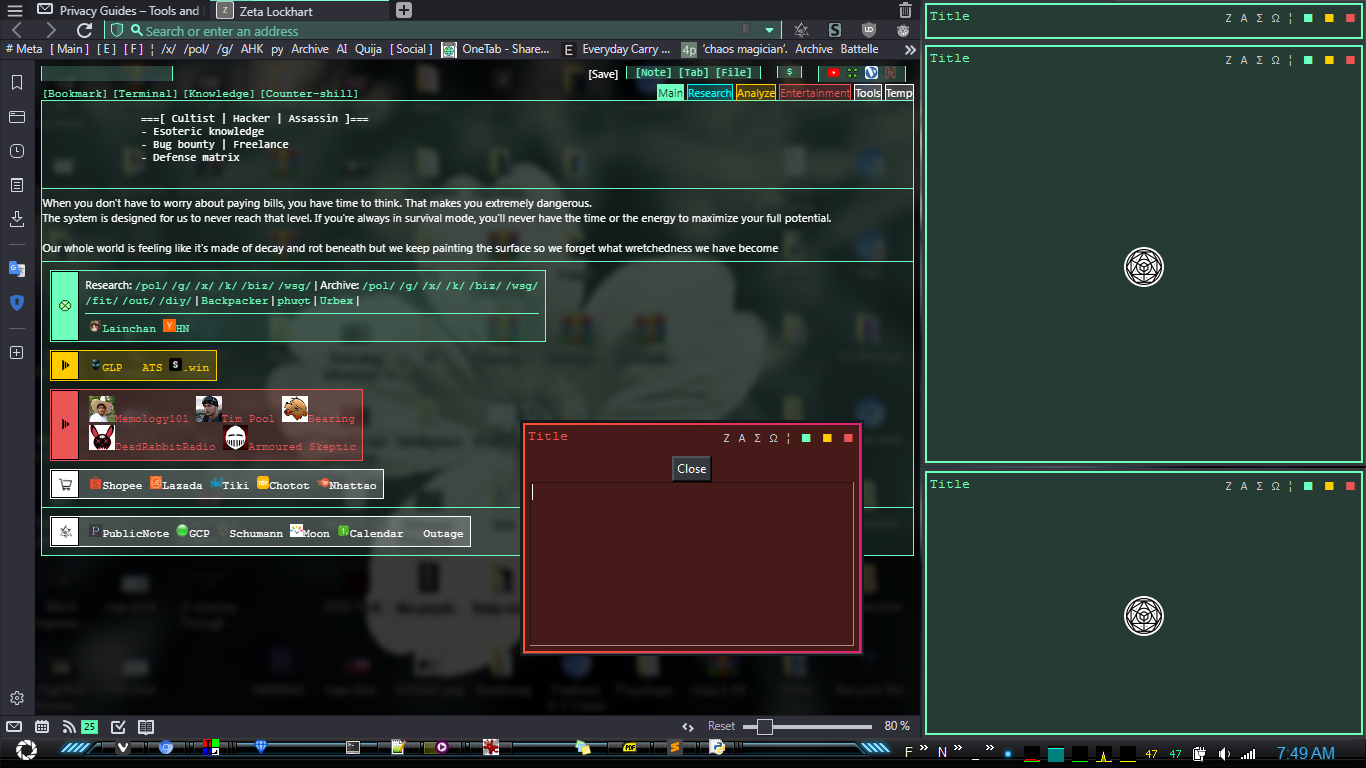 Privacy Guides – Tools and
Z Zeta Lockhart
Search or enter an address
# Meta [ Main ] [ E ] [ F ] ¦ /x/ /pol/ /g/ AHK py Archive AI Quija [ Social ] OneTab - Share... E Everyday Carry ... 4p ‘chaos magician’. Archive Battelle »
[Save] [Note] [Tab] [File] $
[Bookmark] [Terminal] [Knowledge] [Counter-shill]
Main Research Analyze Entertainment Tools Temp
===[ Cultist | Hacker | Assassin ]===
- Esoteric knowledge
- Bug bounty | Freelance
- Defense matrix
When you don't have to worry about paying bills, you have time to think. That makes you extremely dangerous.
The system is designed for us to never reach that level. If you're always in survival mode, you'll never have the time or the energy to maximize your full potential.
Our whole world is feeling like it's made of decay and rot beneath but we keep painting the surface so we forget what wretchedness we have become
Research: /pol/ /g/ /x/ /k/ /biz/ /wsg/ | Archive: /pol/ /g/ /x/ /k/ /biz/ /wsg/
/fit/ /out/ /diy/ | Backpacker | phượt | Urbex |
Lainchan Y HN
GLP ATS S .win
Memology101 Tim Pool Bearing
DeadRabbitRadio Armoured Skeptic
Shopee Lazada Tiki Chotot Nhattao
PublicNote GCP Schumann Moon Calendar Outage
Title Z A Σ Ω ¦
Close
Title Z A Σ Ω ¦
Title Z A Σ Ω ¦
Title Z A Σ Ω ¦
25
Reset 80 %
F » N » _ » 47 47 7:49 AM